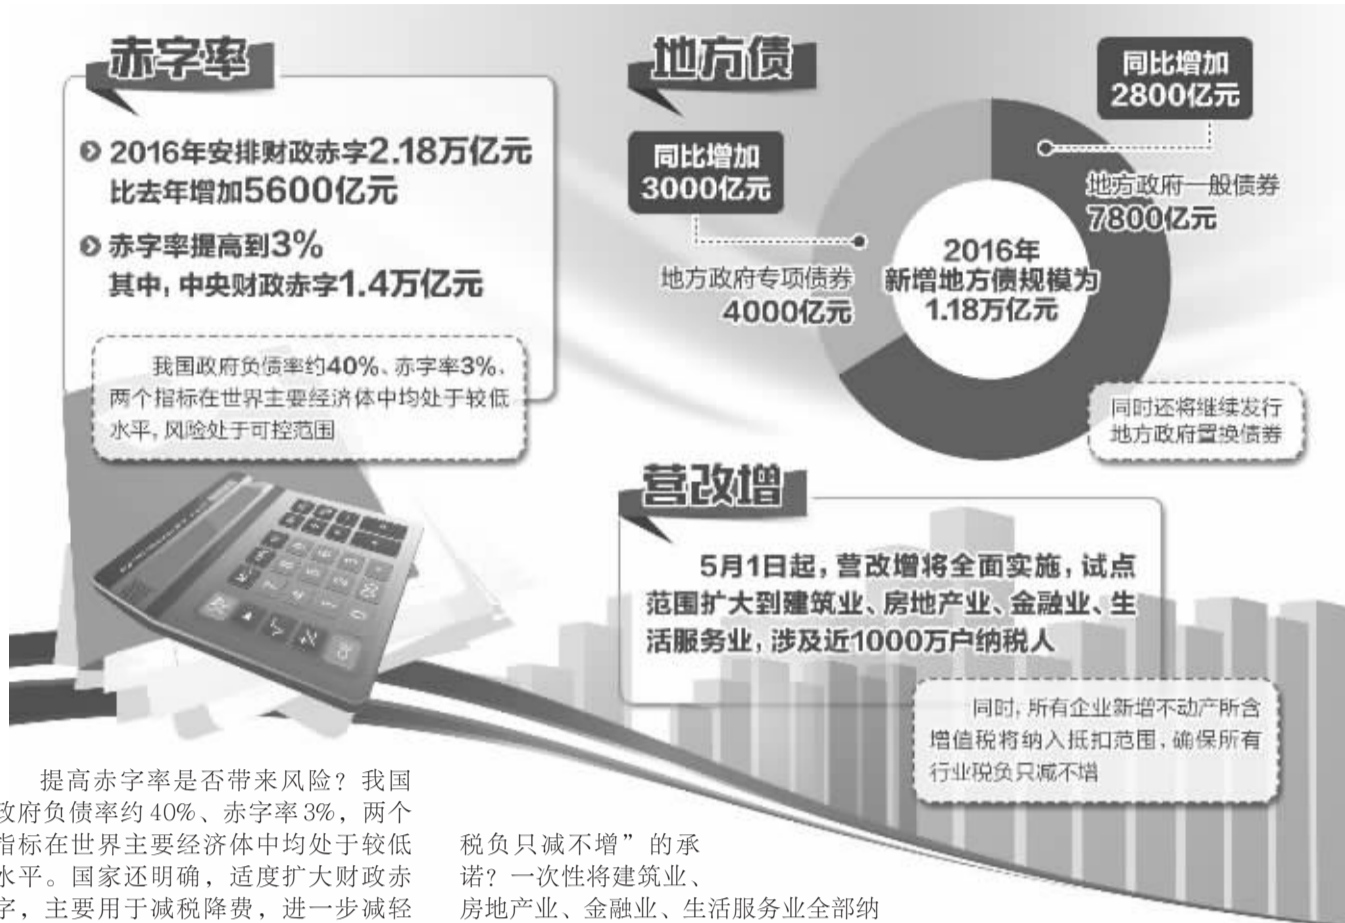 赤字率
2016年安排财政赤字2.18万亿元
比去年增加5600亿元
赤字率提高到3%
其中,中央财政赤字1.4万亿元
我国政府负债率约40%、赤字率3%,
两个指标在世界主要经济体中均处于较低
水平,风险处于可控范围
地方债
同比增加
2800亿元
地方政府一般债券
7800亿元
同比增加
3000亿元
地方政府专项债券
4000亿元
2016年
新增地方债规模为
1.18万亿元
同时还将继续发行
地方政府置换债券
营改增
5月1日起,营改增将全面实施,试点
范围扩大到建筑业、房地产业、金融业、生
活服务业,涉及近1000万户纳税人
同时,所有企业新增不动产所含
增值税将纳入抵扣范围,确保所有
行业税负只减不增
提高赤字率是否带来风险?我国
政府负债率约40%、赤字率3%,两个
指标在世界主要经济体中均处于较低
水平。国家还明确,适度扩大财政赤
字,主要用于减税降费,进一步减轻
税负只减不增”的承
诺?一次性将建筑业、
房地产业、金融业、生活服务业全部纳